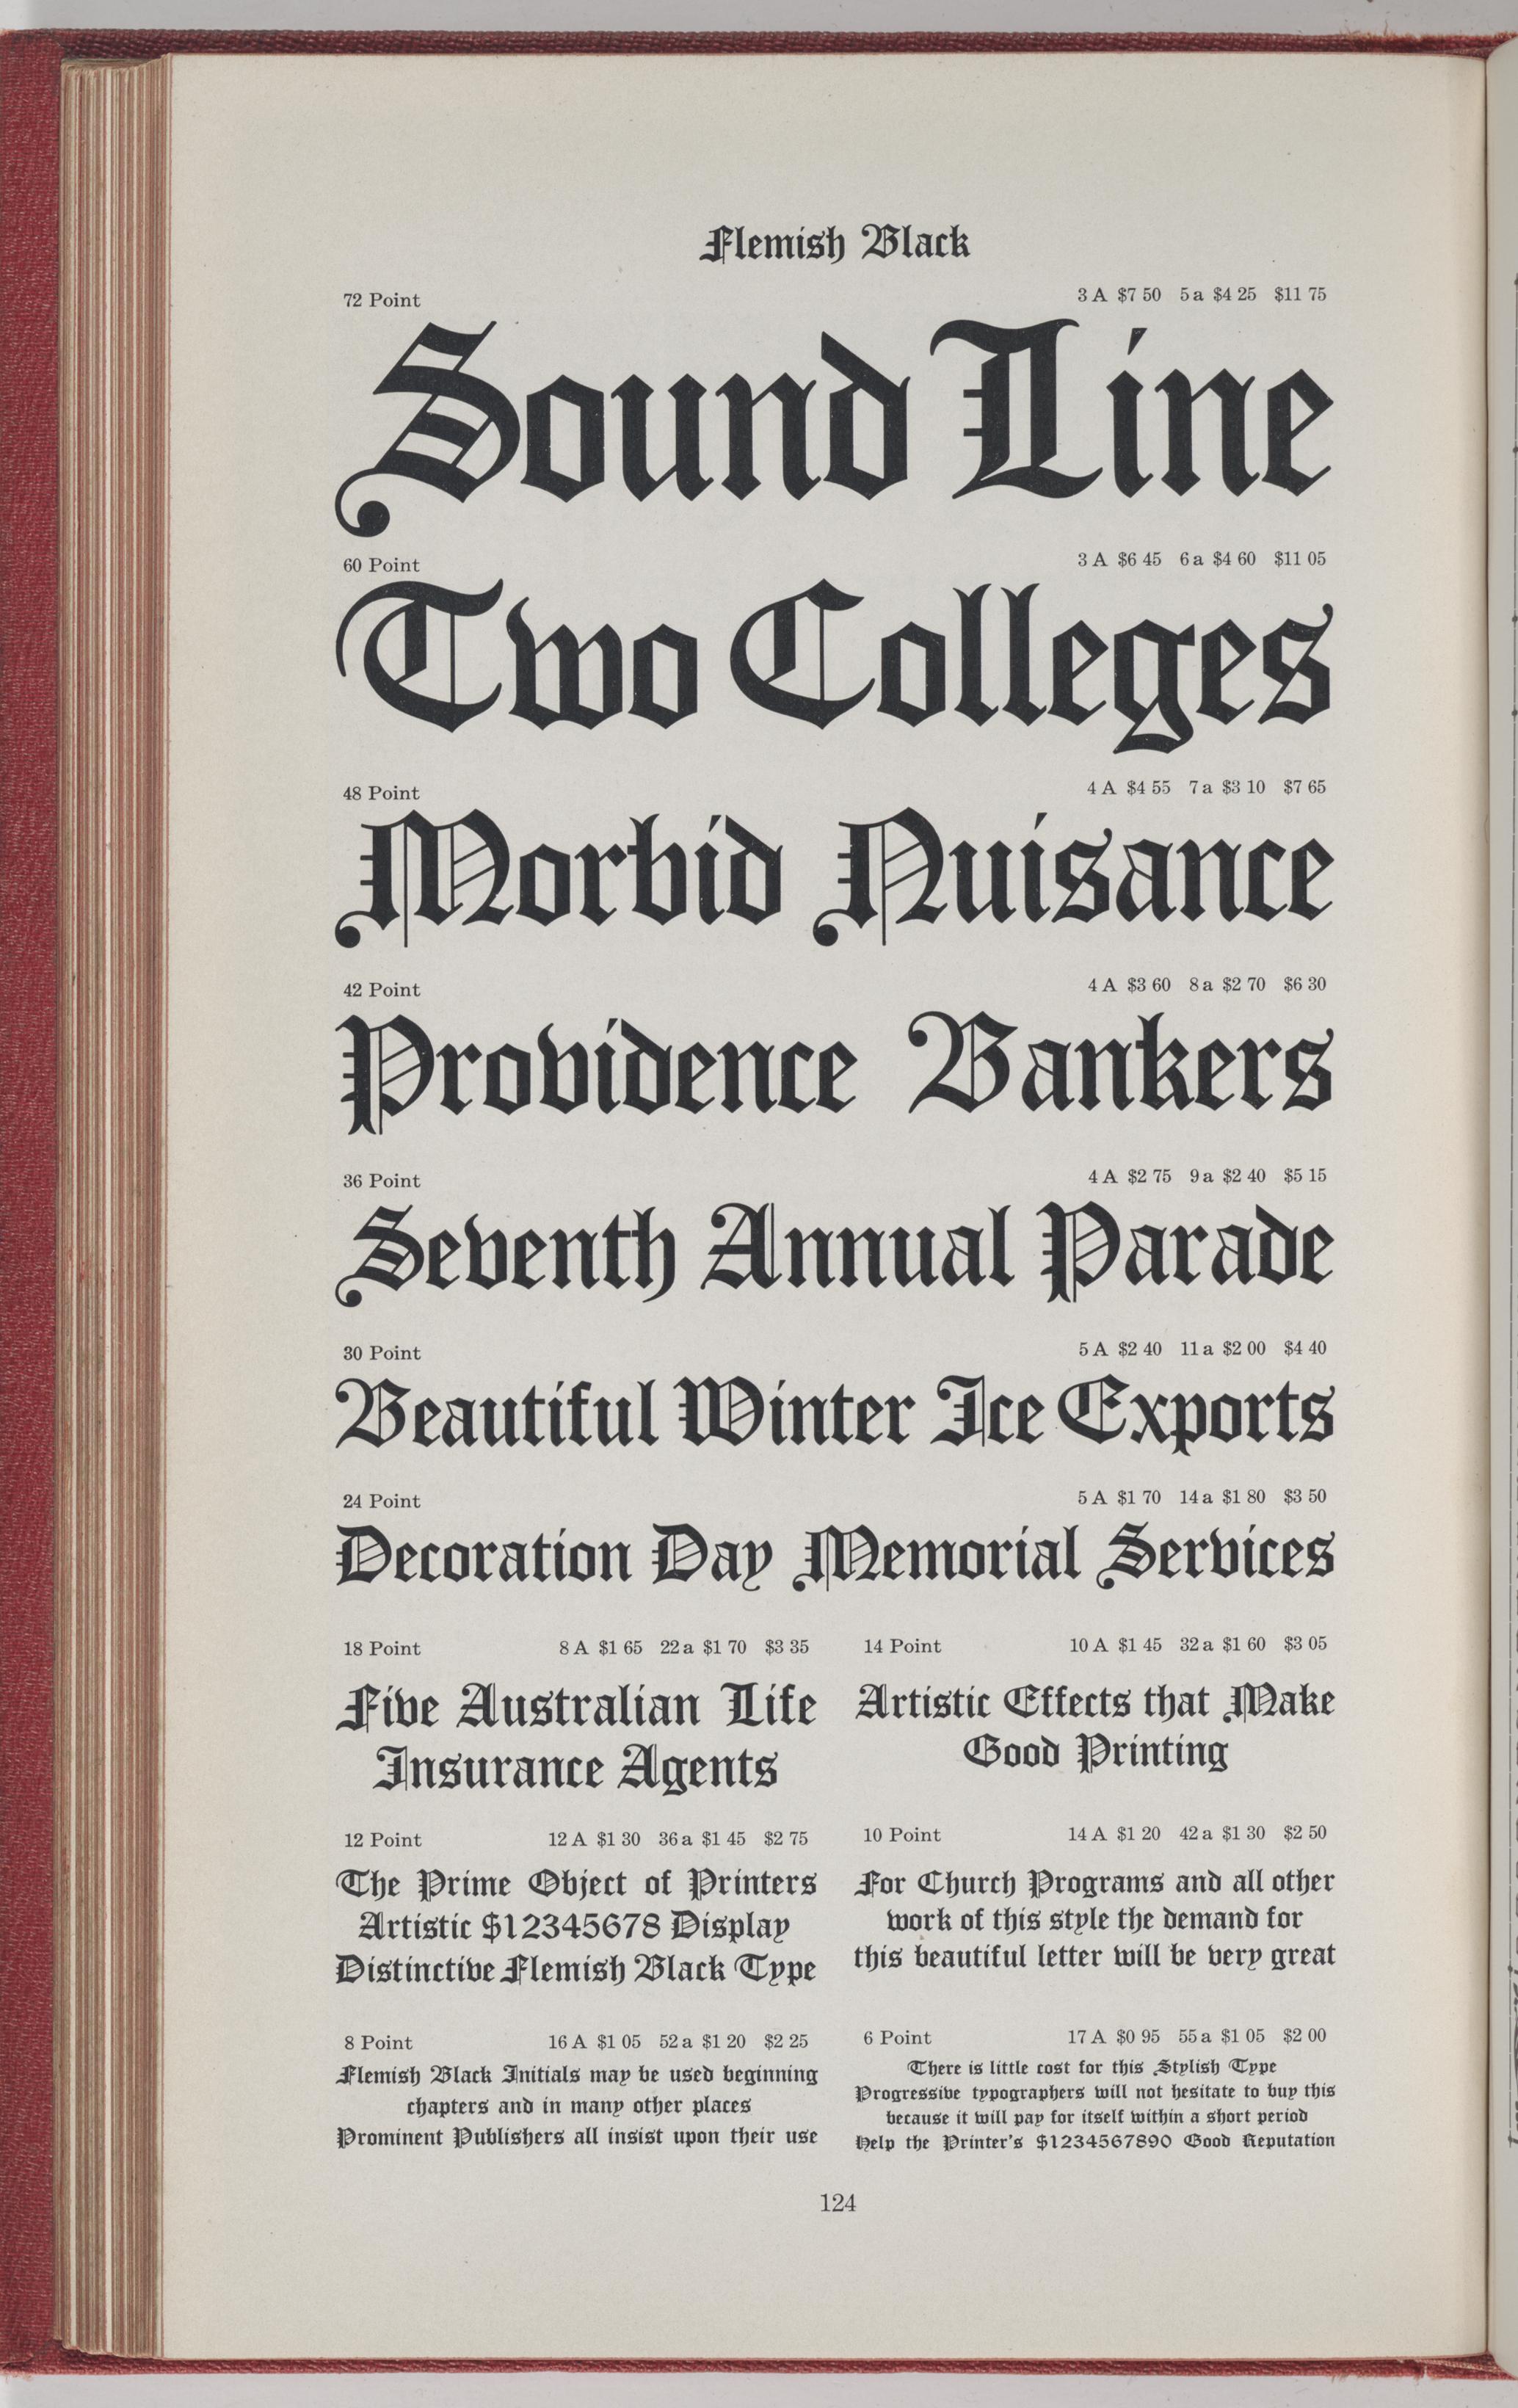 Flemish Black
72 Point 3 A $7 50 5 a $4 25 $11 75
Sound Line
60 Point 3 A $6 45 6 a $4 60 $11 05
Two Colleges
48 Point 4 A $4 55 7 a $3 10 $7 65
Morbid Nuisance
42 Point 4 A $3 60 8 a $2 70 $6 30
Providence Bankers
36 Point 4 A $2 75 9 a $2 40 $5 15
Seventh Annual Parade
30 Point 5 A $2 40 11 a $2 00 $4 40
Beautiful Winter Ice Exports
24 Point 5 A $1 70 14 a $1 80 $3 50
Decoration Day Memorial Services
18 Point 8 A $1 65 22 a $1 70 $3 35
Five Australian Life
Insurance Agents
14 Point 10 A $1 45 32 a $1 60 $3 05
Artistic Effects that Make
Good Printing
12 Point 12 A $1 30 36 a $1 45 $2 75
The Prime Object of Printers
Artistic $12345678 Display
Distinctive Flemish Black Type
10 Point 14 A $1 20 42 a $1 30 $2 50
For Church Programs and all other
work of this style the demand for
this beautiful letter will be very great
8 Point 16 A $1 05 52 a $1 20 $2 25
Flemish Black Initials may be used beginning
chapters and in many other places
Prominent Publishers all insist upon their use
6 Point 17 A $0 95 55 a $1 05 $2 00
There is little cost for this Stylish Type
Progressive typographers will not hesitate to buy this
because it will pay for itself within a short period
Help the Printer's $1234567890 Good Reputation
124